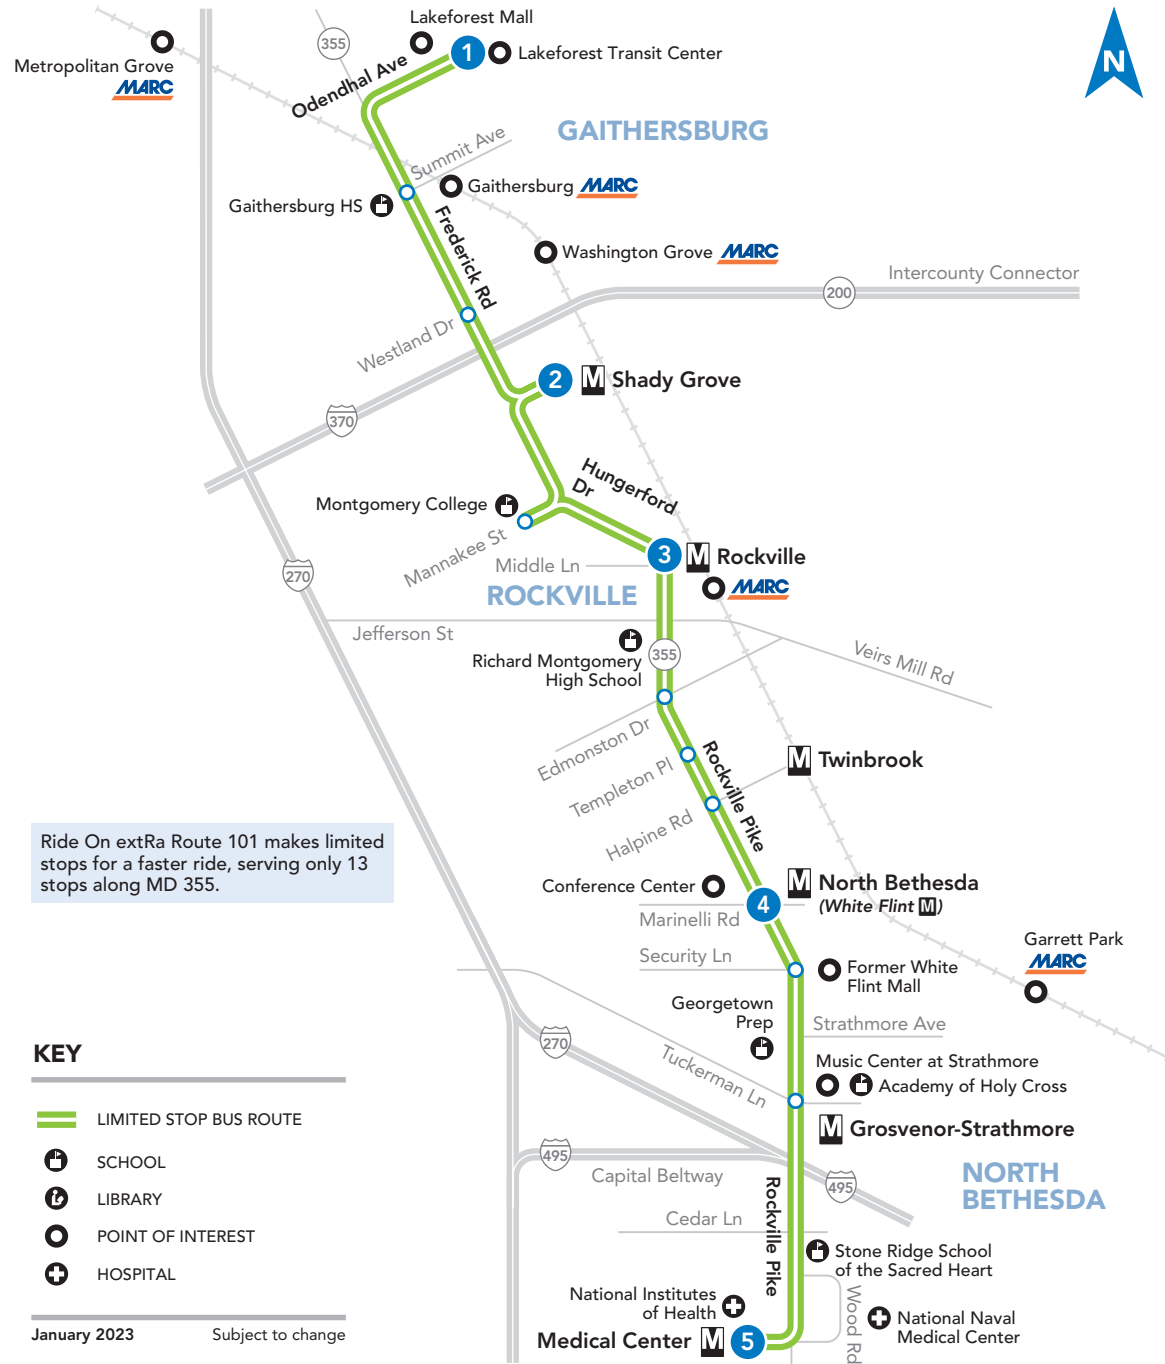 Lakeforest Mall
355
1
Lakeforest Transit Center
N
Metropolitan Grove
MARC
Odendhal Ave
GAITHERSBURG
Summit Ave
Gaithersburg MARC
Gaithersburg HS
Frederick Rd
Washington Grove MARC
Intercounty Connector
200
Westland Dr
2
M Shady Grove
370
Hungerford
Dr
Montgomery College
Mannakee St
3
M Rockville
Middle Ln
270
MARC
ROCKVILLE
Jefferson St
Richard Montgomery
High School
355
Veirs Mill Rd
Edmonston Dr
Templeton Pl
Rockville Pike
M Twinbrook
Halpine Rd
Ride On extRa Route 101 makes limited
stops for a faster ride, serving only 13
stops along MD 355.
Conference Center
4
M North Bethesda
(White Flint M)
Marinelli Rd
Security Ln
Former White
Flint Mall
Garrett Park
MARC
Georgetown
Prep
Strathmore Ave
270
Tuckerman Ln
Music Center at Strathmore
Academy of Holy Cross
M Grosvenor-Strathmore
495
Capital Beltway
495
NORTH
BETHESDA
Rockville Pike
Cedar Ln
Stone Ridge School
of the Sacred Heart
National Institutes
of Health
Wood Rd
National Naval
Medical Center
Medical Center M 5
KEY
LIMITED STOP BUS ROUTE
SCHOOL
LIBRARY
POINT OF INTEREST
HOSPITAL
January 2023
Subject to change